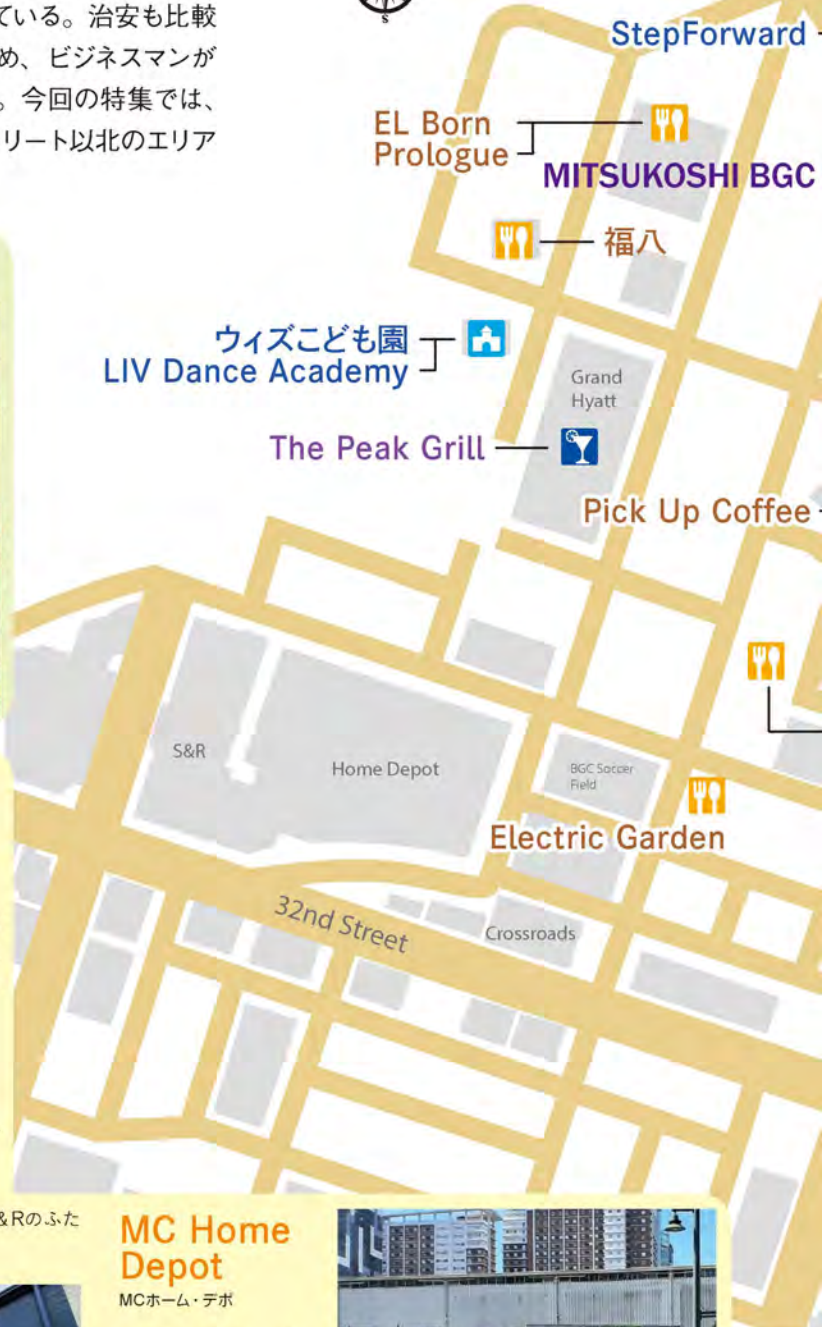 ている。治安も比較
め、ビジネスマンが
。今回の特集では、
リート以北のエリア
S
StepForward
EL Born
Prologue
MITSUKOSHI BGC
福八
ウィズこども園
LIV Dance Academy
Grand
Hyatt
The Peak Grill
Pick Up Coffee
S&R
Home Depot
BGC Soccer
Field
Electric Garden
32nd Street
Crossroads
&Rのふた
MC Home
Depot
MCホーム・デポ